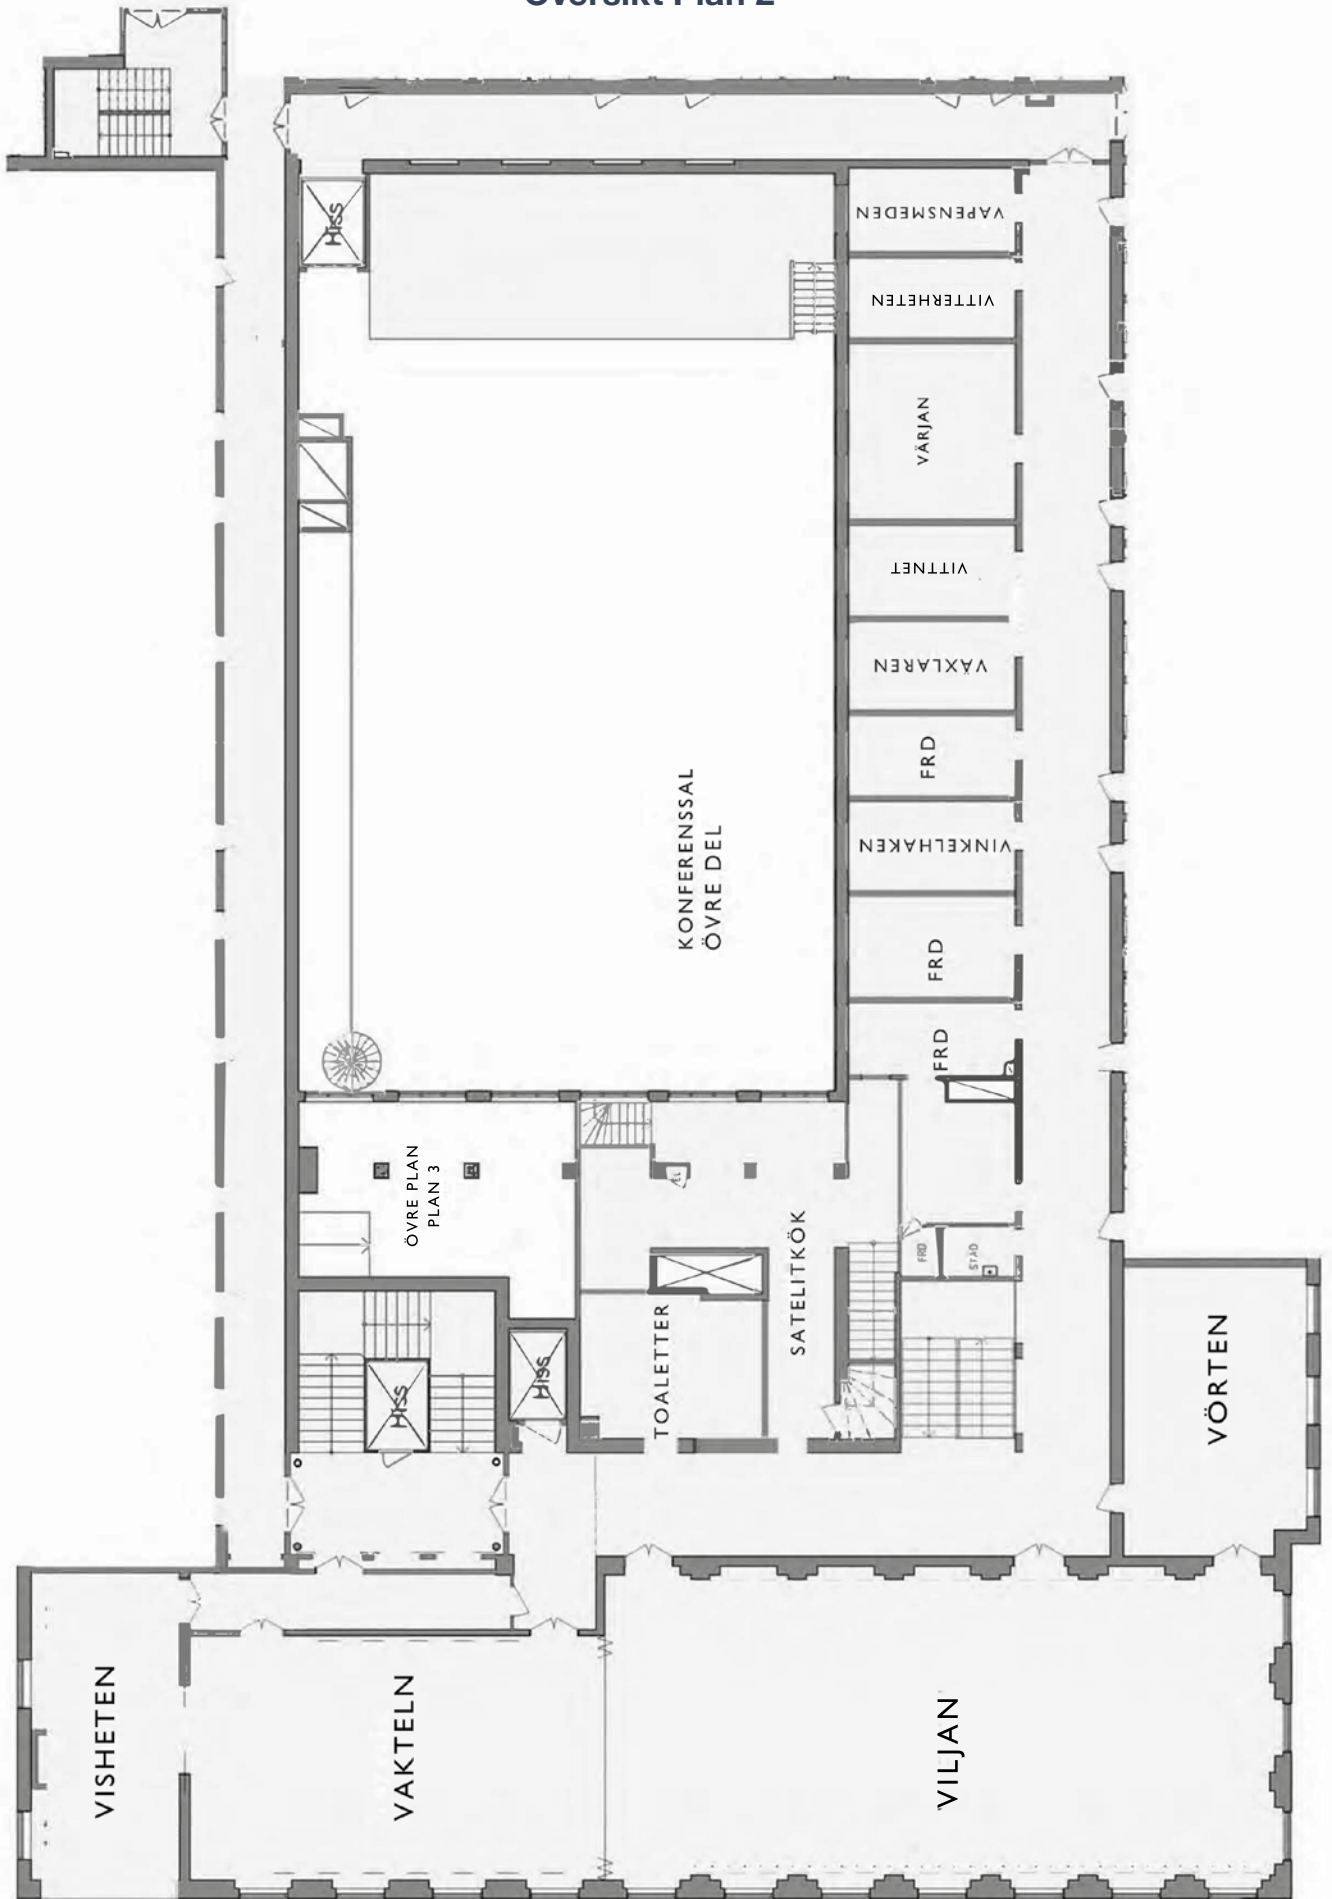 Översikt Plan 2
HISS
VAPENSMEDEN
VITTERHETEN
VÄRJAN
VITTNET
VÄXLAREN
FRD
VINKELHAKEN
KONFERENSSAL
ÖVRE DEL
FRD
FRD
ÖVRE PLAN
PLAN 3
EL
SATELITKÖK
FRD
STÄD
TOALETTER
HISS
HISS
VÖRTEN
VISHETEN
VAKTELN
VILJAN